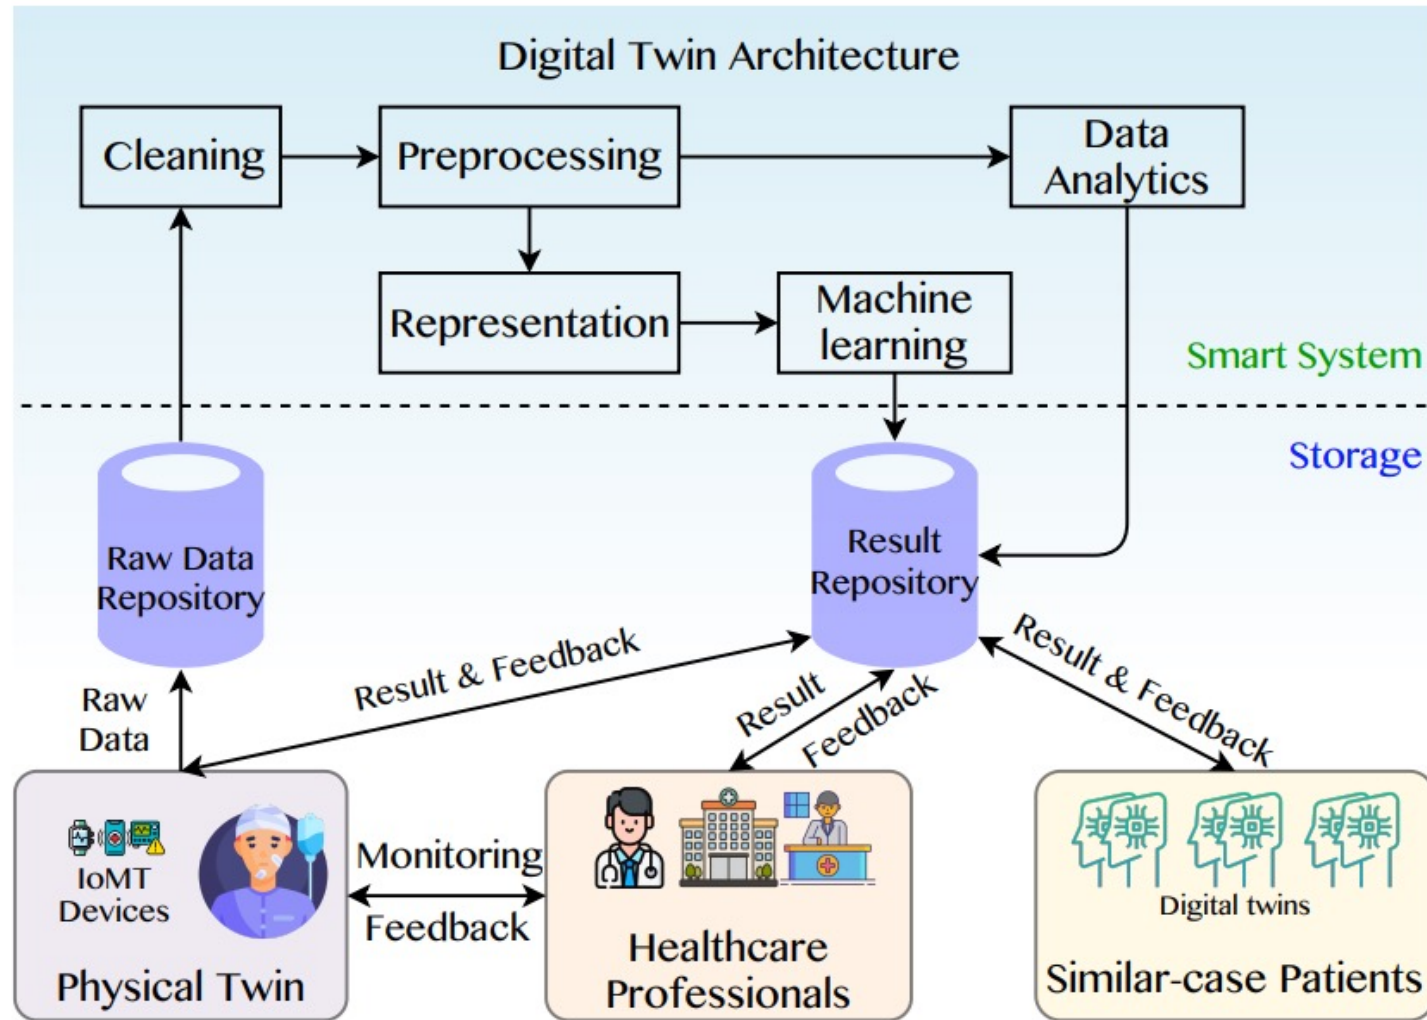 Digital Twin Architecture
Cleaning
Preprocessing
Data
Analytics
Representation
Machine
learning
Smart System
Storage
Raw Data
Repository
Result
Repository
Raw
Data
Result & Feedback
Result
Feedback
Result & Feedback
IoMT
Devices
Physical Twin
Monitoring
Feedback
Healthcare
Professionals
Digital twins
Similar-case Patients